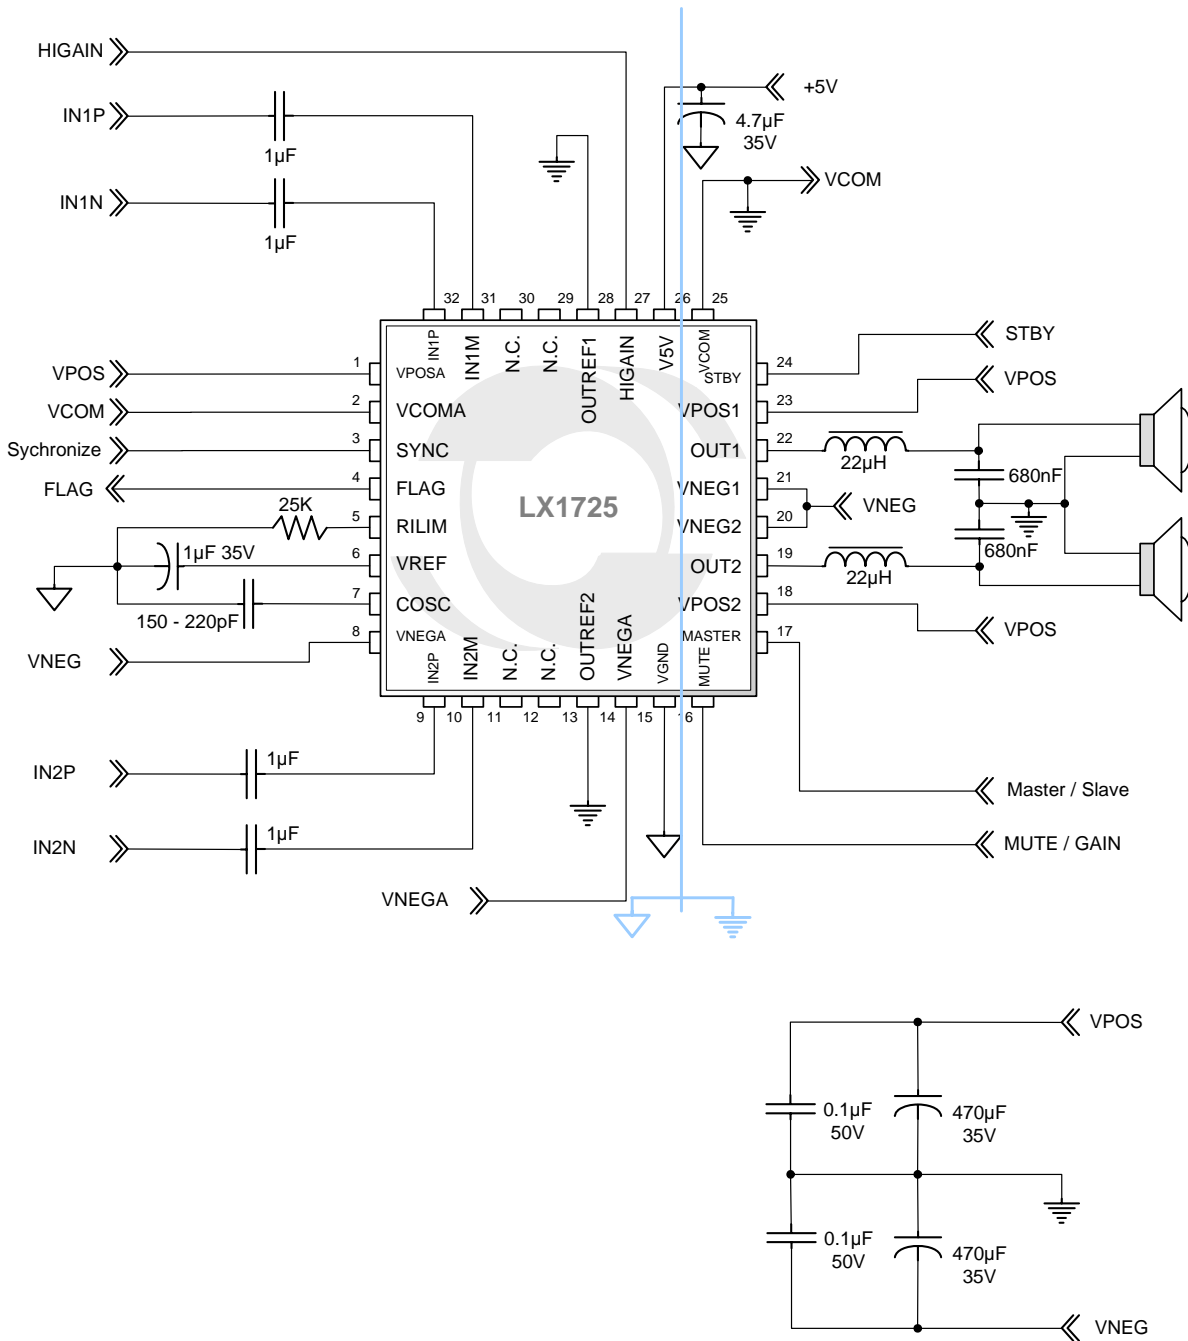 HIGAIN
+5V
IN1P
4.7µF
35V
1µF
VCOM
IN1N
1µF
32 31 30 29 28 27 26 25
IN1P
IN1M
N.C.
N.C.
OUTREF1
HIGAIN
V5V
VCOM
STBY
24
STBY
VPOS
1
VPOSA
VPOS1
23
VPOS
VCOM
2
VCOMA
Sychronize
3
SYNC
OUT1
22
22µH
680nF
FLAG
4
FLAG
LX1725
VNEG1
21
VNEG
25K
5
RILIM
VNEG2
20
680nF
1µF 35V
6
VREF
OUT2
19
22µH
150 - 220pF
7
COSC
VPOS2
18
VPOS
VNEG
8
VNEGA
MASTER
17
IN2P
IN2M
N.C.
N.C.
OUTREF2
VNEGA
VGND
MUTE
9 10 11 12 13 14 15 16
IN2P
1µF
Master / Slave
IN2N
1µF
MUTE / GAIN
VNEGA
VPOS
0.1µF
50V
470µF
35V
0.1µF
50V
470µF
35V
VNEG